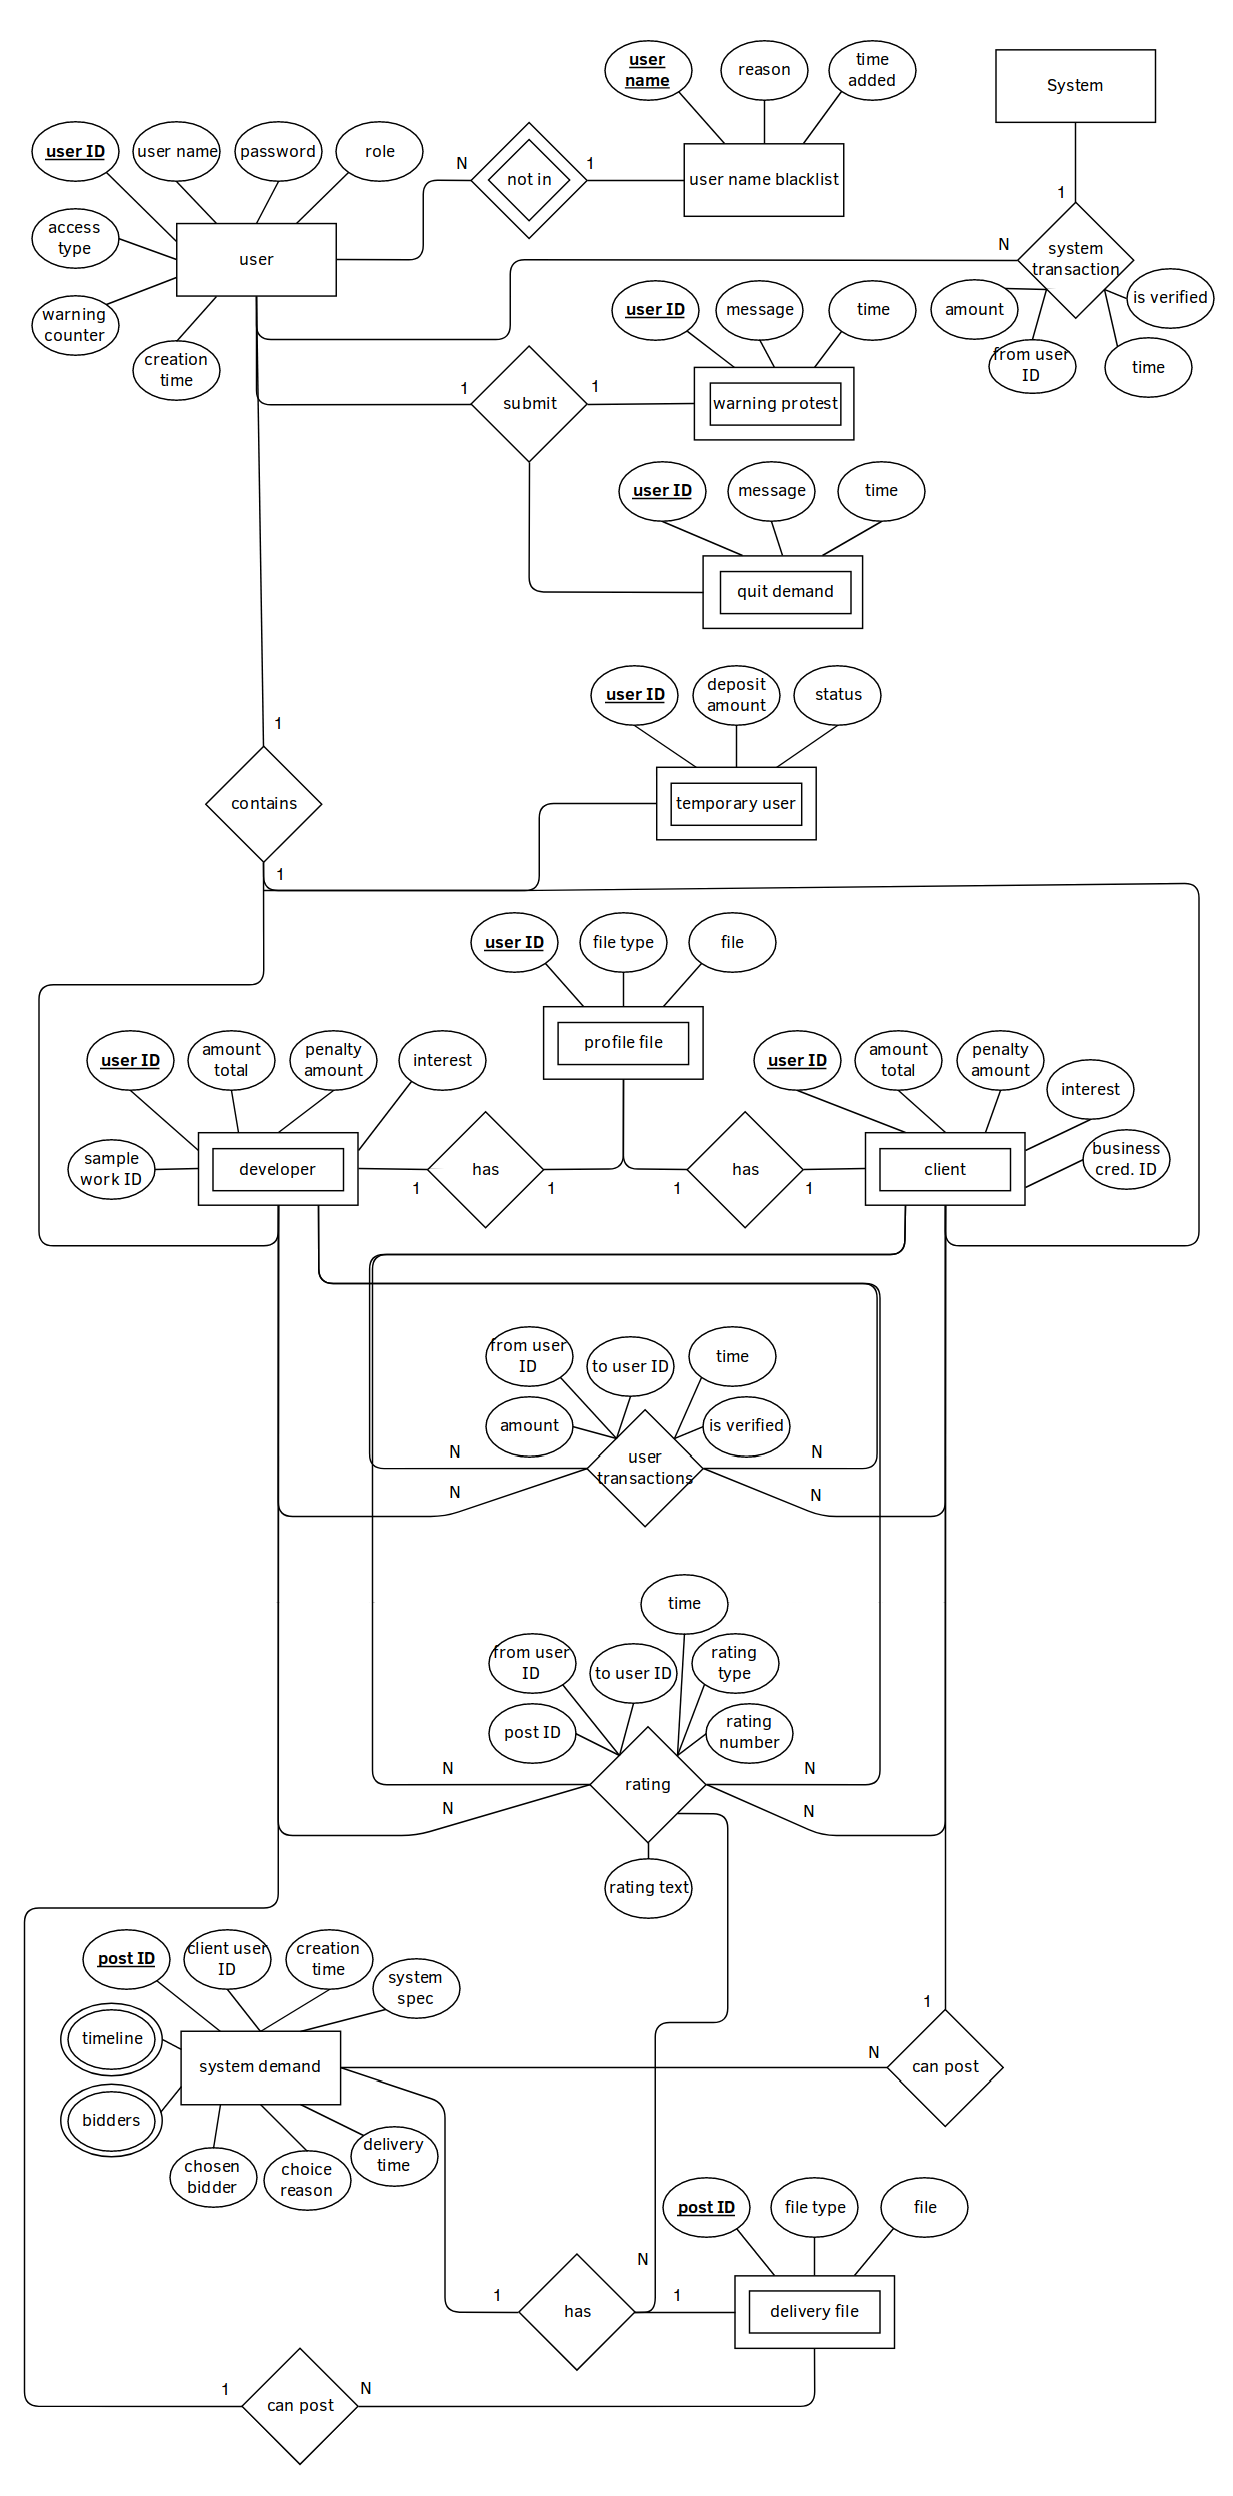 user
name
reason
time
added
System
user ID
user name
password
role
N
not in
1
user name blacklist
1
access
type
user
N
system
transaction
warning
counter
creation
time
user ID
message
time
amount
is verified
from user
ID
time
1
submit
1
warning protest
user ID
message
time
quit demand
user ID
deposit
amount
status
1
contains
temporary user
1
user ID
file type
file
profile file
user ID
amount
total
penalty
amount
interest
user ID
amount
total
penalty
amount
interest
sample
work ID
developer
has
has
client
business
cred. ID
1
1
1
1
from user
ID
to user ID
time
amount
is verified
N
user
transactions
N
N
N
time
from user
ID
to user ID
rating
type
post ID
rating
number
N
rating
N
N
N
rating text
post ID
client user
ID
creation
time
system
spec
1
timeline
system demand
N
can post
bidders
chosen
bidder
choice
reason
delivery
time
post ID
file type
file
N
1
has
1
delivery file
1
can post
N